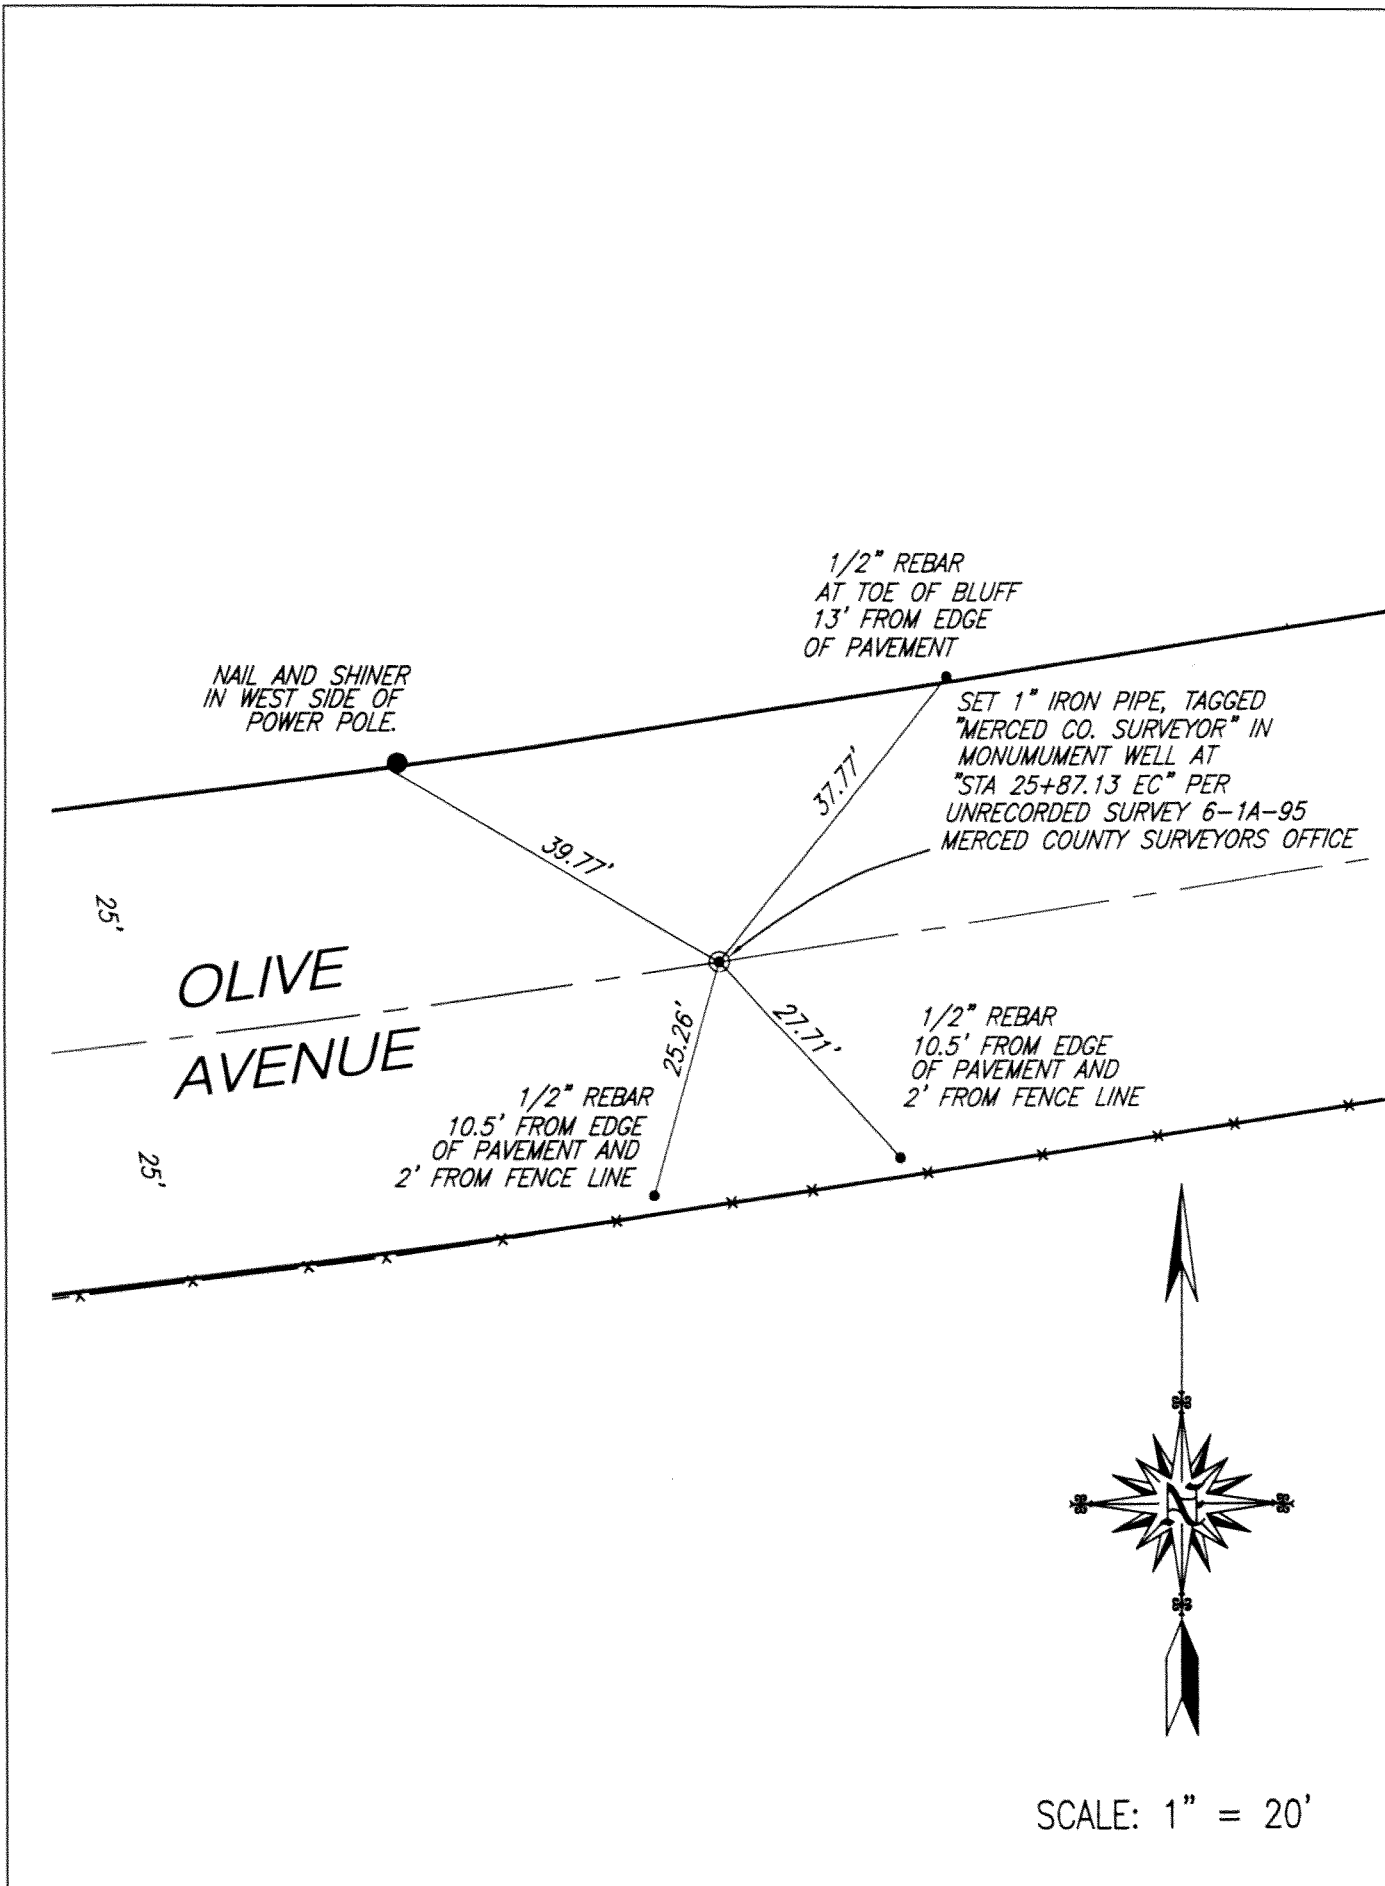 1/2" REBAR
AT TOE OF BLUFF
13' FROM EDGE
OF PAVEMENT
NAIL AND SHINER
IN WEST SIDE OF
POWER POLE.
SET 1" IRON PIPE, TAGGED
"MERCED CO. SURVEYOR" IN
MONUMUMENT WELL AT
"STA 25+87.13 EC" PER
UNRECORDED SURVEY 6-1A-95
MERCED COUNTY SURVEYORS OFFICE
37.77'
39.77'
25'
OLIVE
AVENUE
25.26'
27.71'
1/2" REBAR
10.5' FROM EDGE
OF PAVEMENT AND
2' FROM FENCE LINE
1/2" REBAR
10.5' FROM EDGE
OF PAVEMENT AND
2' FROM FENCE LINE
25'
N
SCALE: 1" = 20'